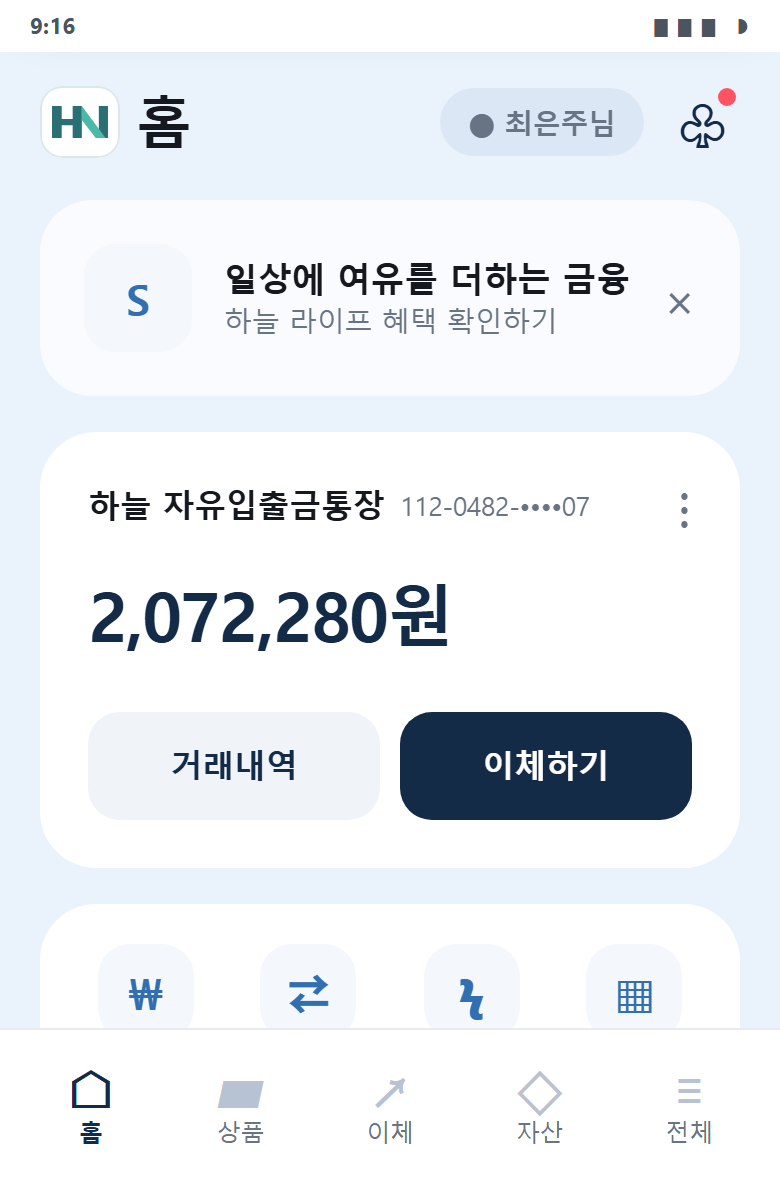 9:16
HN 홈
최은주님
S
일상에 여유를 더하는 금융
하늘 라이프 혜택 확인하기
×
하늘 자유입출금통장 112-0482-••••07
2,072,280원
거래내역
이체하기
₩
홈
상품
이체
자산
전체